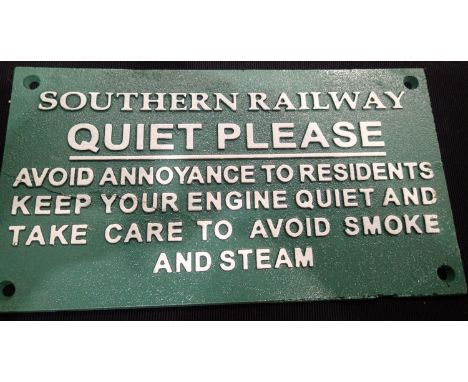 SOUTHERN RAILWAY
QUIET PLEASE
AVOID ANNOYANCE TO RESIDENTS
KEEP YOUR ENGINE QUIET AND
TAKE CARE TO AVOID SMOKE
AND STEAM